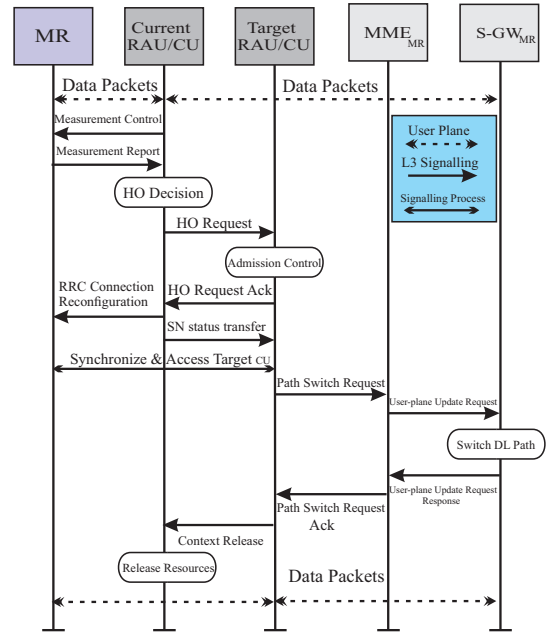 MR
Current
RAU/CU
Target
RAU/CU
MME MR
S-GW MR
Data Packets
Data Packets
Measurement Control
User Plane
L3 Signalling
Signalling Process
Measurement Report
HO Decision
HO Request
Admission Control
RRC Connection
Reconfiguration
HO Request Ack
SN status transfer
Synchronize & Access Target CU
Path Switch Request
User-plane Update Request
Switch DL Path
User-plane Update Request
Response
Path Switch Request
Ack
Context Release
Release Resources
Data Packets